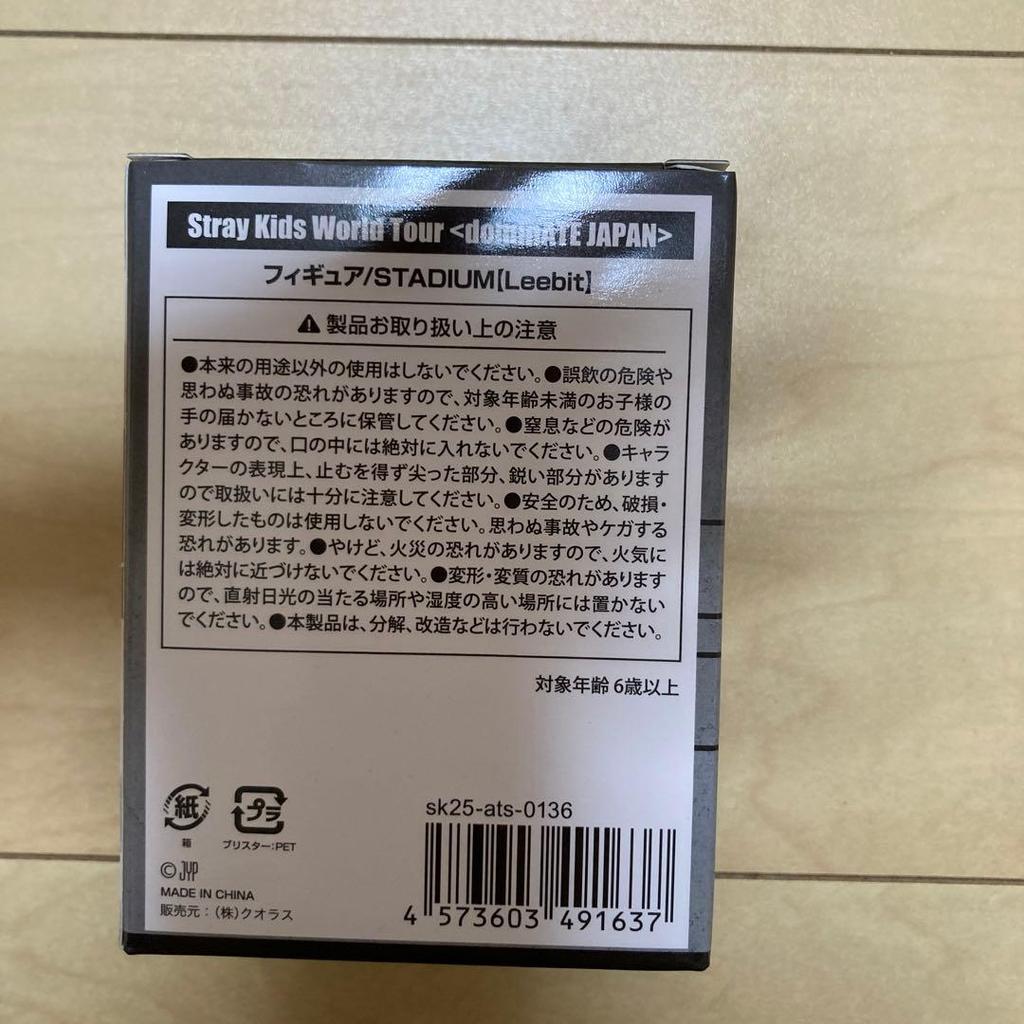 Stray Kids World Tour <dominATE JAPAN>
フィギュア/STADIUM【Leebit】
⚠製品お取り扱い上の注意
●本来の用途以外の使用はしないでください。●誤飲の危険や
思わぬ事故の恐れがありますので、対象年齢未満のお子様の
手の届かないところに保管してください。●窒息などの危険が
ありますので、口の中には絶対に入れないでください。●キャラ
クターの表現上、止むを得ず尖った部分、鋭い部分があります
ので取扱いには十分に注意してください。●安全のため、破損・
変形したものは使用しないでください。思わぬ事故やケガする
恐れがあります。●やけど、火災の恐れがありますので、火気に
は絶対に近づけないでください。●変形・変質の恐れがあります
ので、直射日光の当たる場所や湿度の高い場所には置かない
でください。●本製品は、分解、改造などは行わないでください。
対象年齢 6歳以上
紙
箱
プラ
ブリスター:PET
©JYP
MADE IN CHINA
販売元:(株)クオラス
sk25-ats-0136
4 573603 491637